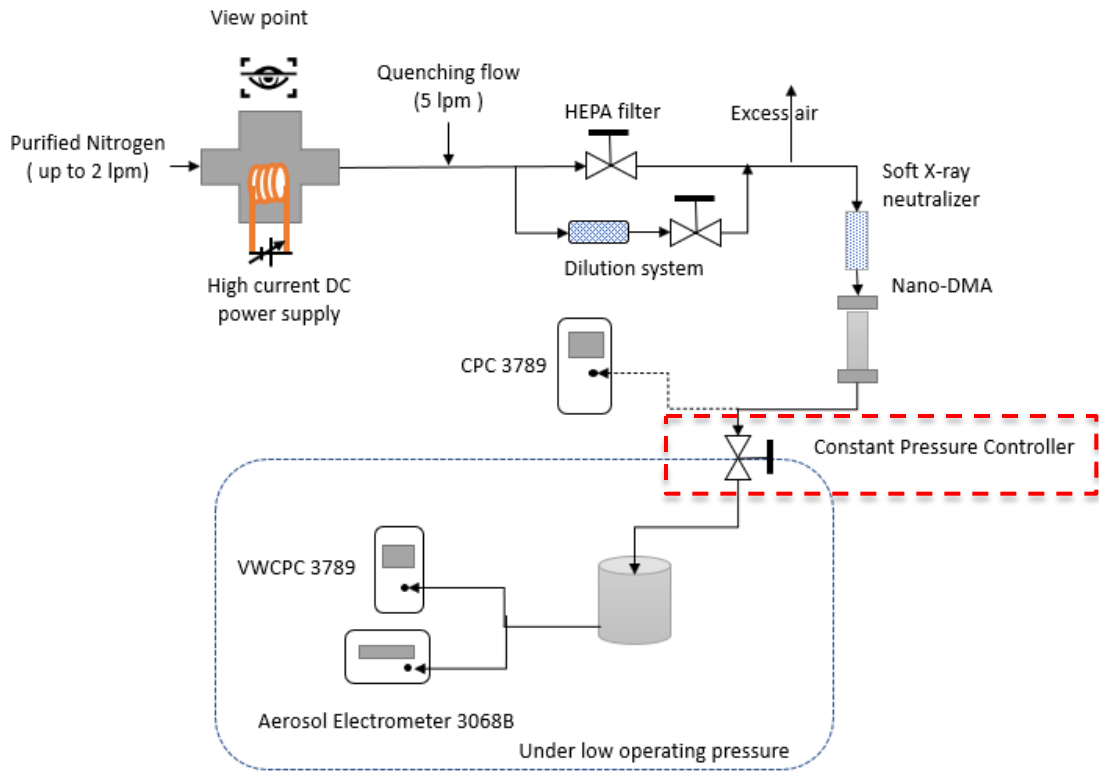 View point
Quenching flow
(5 lpm )
HEPA filter
Excess air
Purified Nitrogen
( up to 2 lpm)
Soft X-ray
neutralizer
Dilution system
High current DC
power supply
Nano-DMA
CPC 3789
Constant Pressure Controller
VWCPC 3789
Aerosol Electrometer 3068B
Under low operating pressure